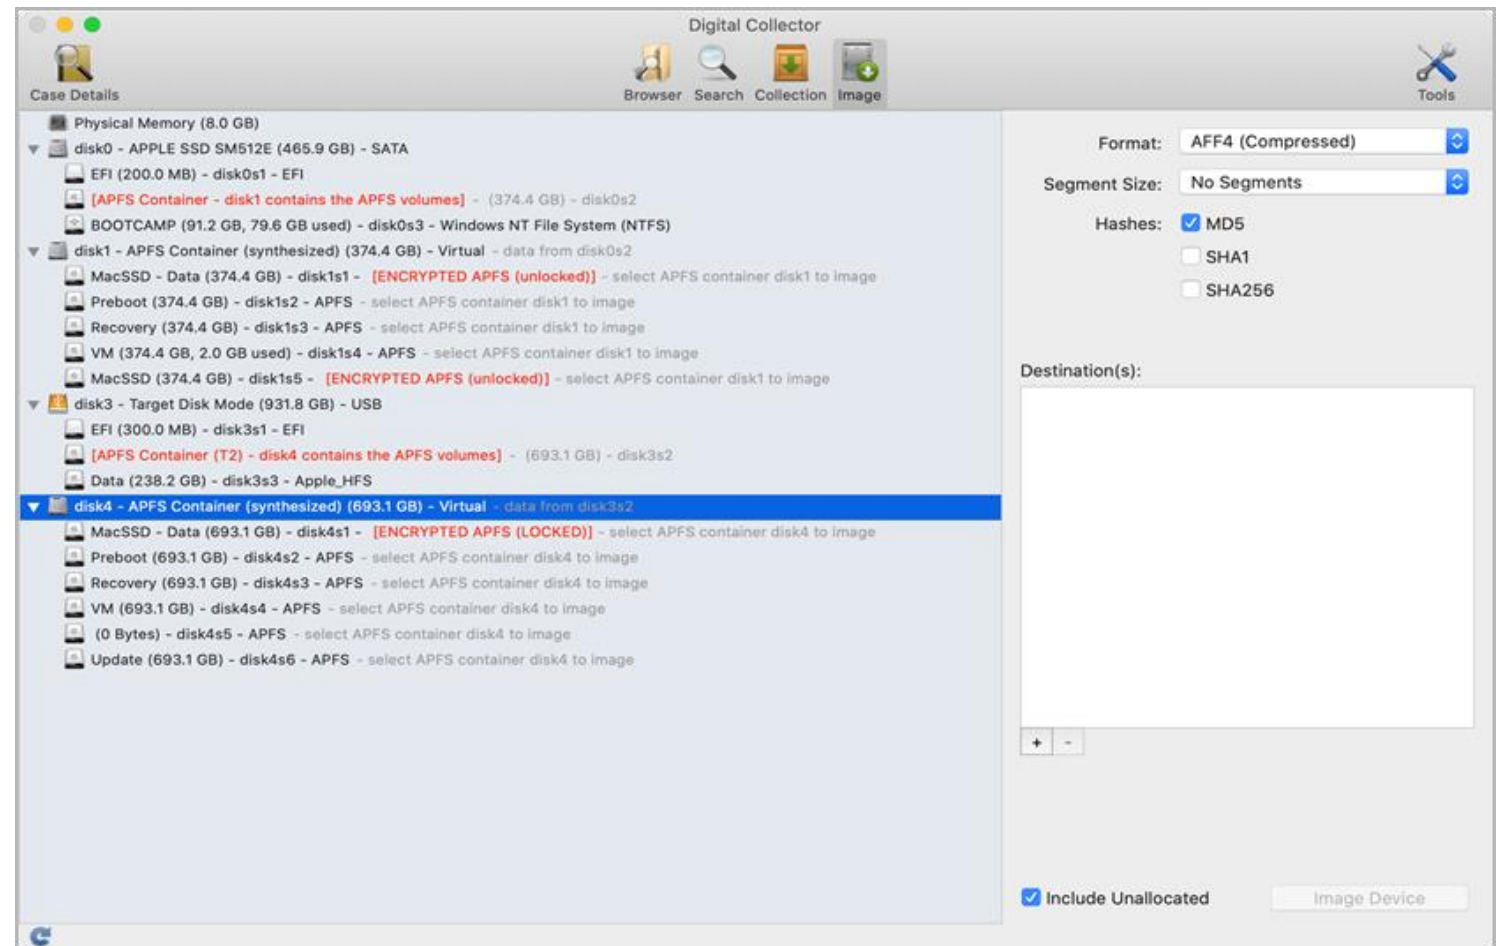 Digital Collector
Case Details
Browser Search Collection Image
Tools
Physical Memory (8.0 GB)
disk0 - APPLE SSD SM512E (465.9 GB) - SATA
EFI (200.0 MB) - disk0s1 - EFI
[APFS Container - disk1 contains the APFS volumes] - (374.4 GB) - disk0s2
BOOTCAMP (91.2 GB, 79.6 GB used) - disk0s3 - Windows NT File System (NTFS)
disk1 - APFS Container (synthesized) (374.4 GB) - Virtual - data from disk0s2
MacSSD - Data (374.4 GB) - disk1s1 - [ENCRYPTED APFS (unlocked)] - select APFS container disk1 to image
Preboot (374.4 GB) - disk1s2 - APFS - select APFS container disk1 to image
Recovery (374.4 GB) - disk1s3 - APFS - select APFS container disk1 to image
VM (374.4 GB, 2.0 GB used) - disk1s4 - APFS - select APFS container disk1 to image
MacSSD (374.4 GB) - disk1s5 - [ENCRYPTED APFS (unlocked)] - select APFS container disk1 to image
disk3 - Target Disk Mode (931.8 GB) - USB
EFI (300.0 MB) - disk3s1 - EFI
[APFS Container (T2) - disk4 contains the APFS volumes] - (693.1 GB) - disk3s2
Data (238.2 GB) - disk3s3 - Apple_HFS
disk4 - APFS Container (synthesized) (693.1 GB) - Virtual - data from disk3s2
MacSSD - Data (693.1 GB) - disk4s1 - [ENCRYPTED APFS (LOCKED)] - select APFS container disk4 to image
Preboot (693.1 GB) - disk4s2 - APFS - select APFS container disk4 to image
Recovery (693.1 GB) - disk4s3 - APFS - select APFS container disk4 to image
VM (693.1 GB) - disk4s4 - APFS - select APFS container disk4 to image
(0 Bytes) - disk4s5 - APFS - select APFS container disk4 to image
Update (693.1 GB) - disk4s6 - APFS - select APFS container disk4 to image
Format: AFF4 (Compressed)
Segment Size: No Segments
Hashes: MD5
SHA1
SHA256
Destination(s):
+ -
Include Unallocated
Image Device